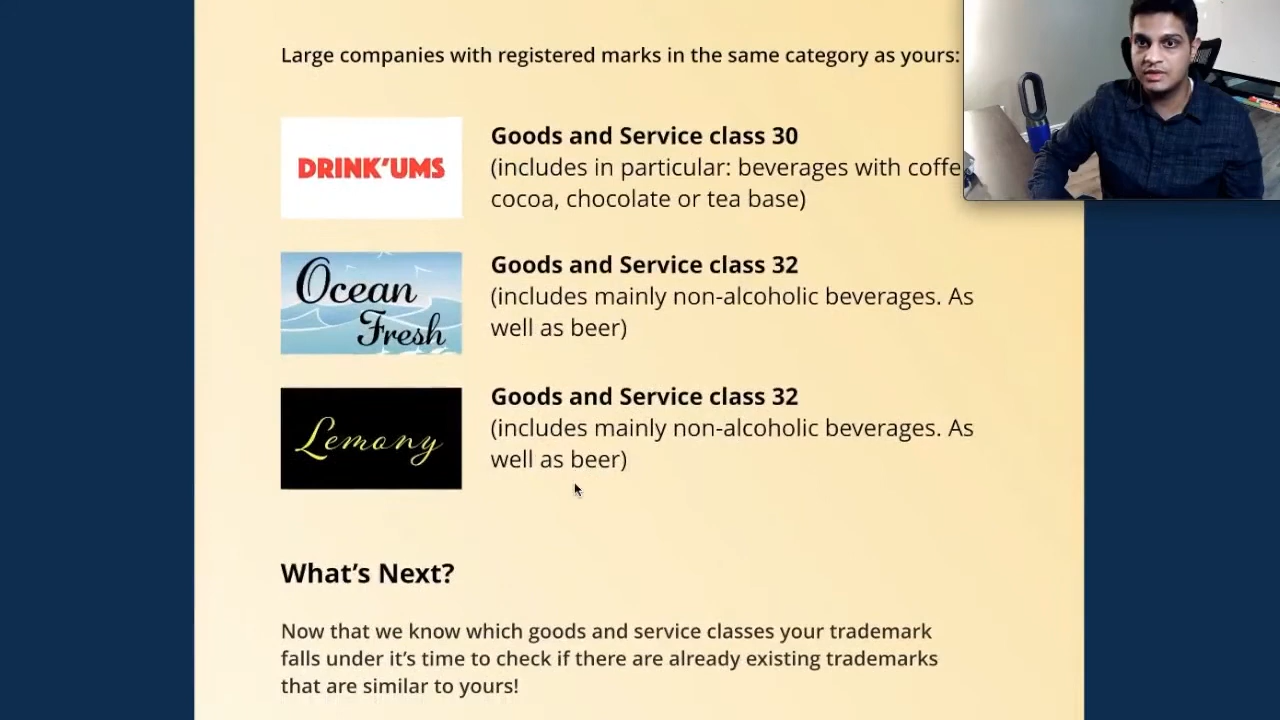 Large companies with registered marks in the same category as yours:
DRINK'UMS
Goods and Service class 30
(includes in particular: beverages with coffe
cocoa, chocolate or tea base)
Ocean
Fresh
Goods and Service class 32
(includes mainly non-alcoholic beverages. As
well as beer)
Lemony
Goods and Service class 32
(includes mainly non-alcoholic beverages. As
well as beer)
What’s Next?
Now that we know which goods and service classes your trademark
falls under it’s time to check if there are already existing trademarks
that are similar to yours!